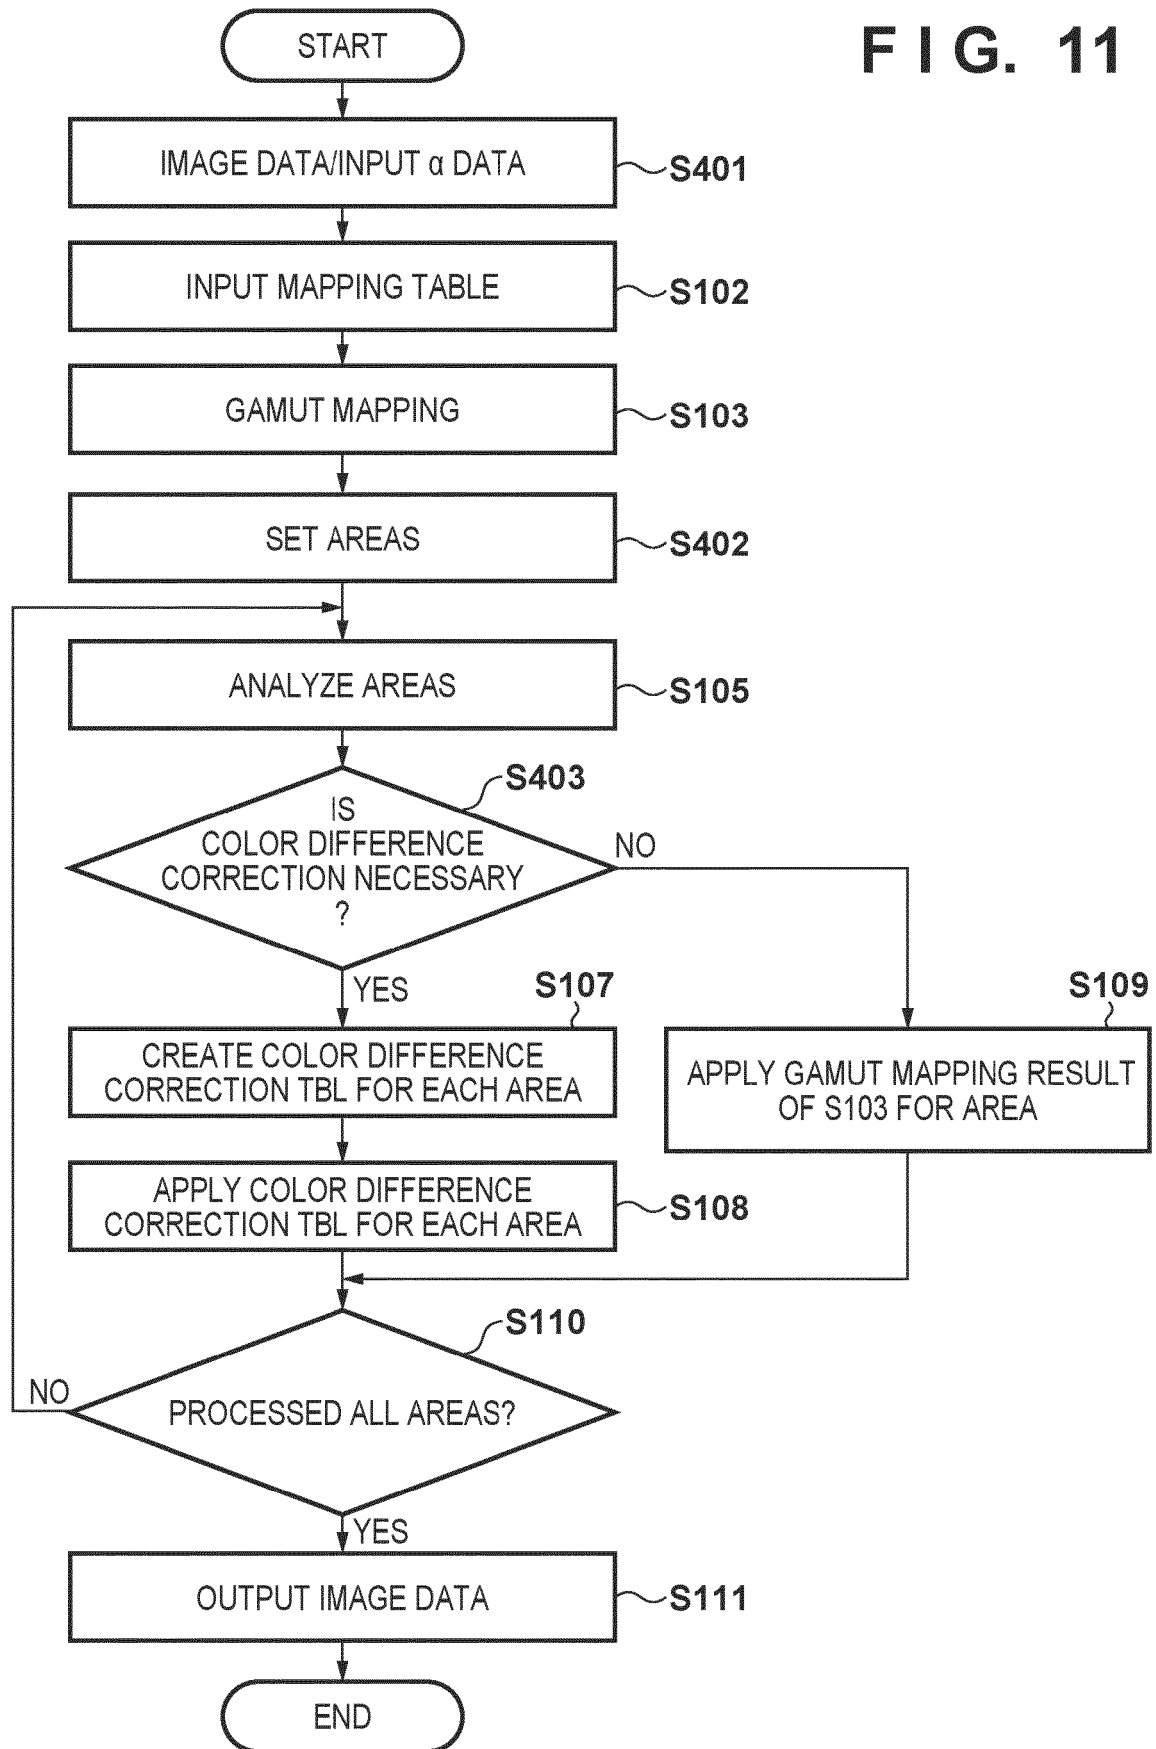 FIG. 11
START
IMAGE DATA/INPUT α DATA
S401
INPUT MAPPING TABLE
S102
GAMUT MAPPING
S103
SET AREAS
S402
ANALYZE AREAS
S105
S403
IS
COLOR DIFFERENCE
CORRECTION NECESSARY
?
NO
YES
S107
CREATE COLOR DIFFERENCE
CORRECTION TBL FOR EACH AREA
S109
APPLY GAMUT MAPPING RESULT
OF S103 FOR AREA
APPLY COLOR DIFFERENCE
CORRECTION TBL FOR EACH AREA
S108
S110
PROCESSED ALL AREAS?
NO
YES
OUTPUT IMAGE DATA
S111
END